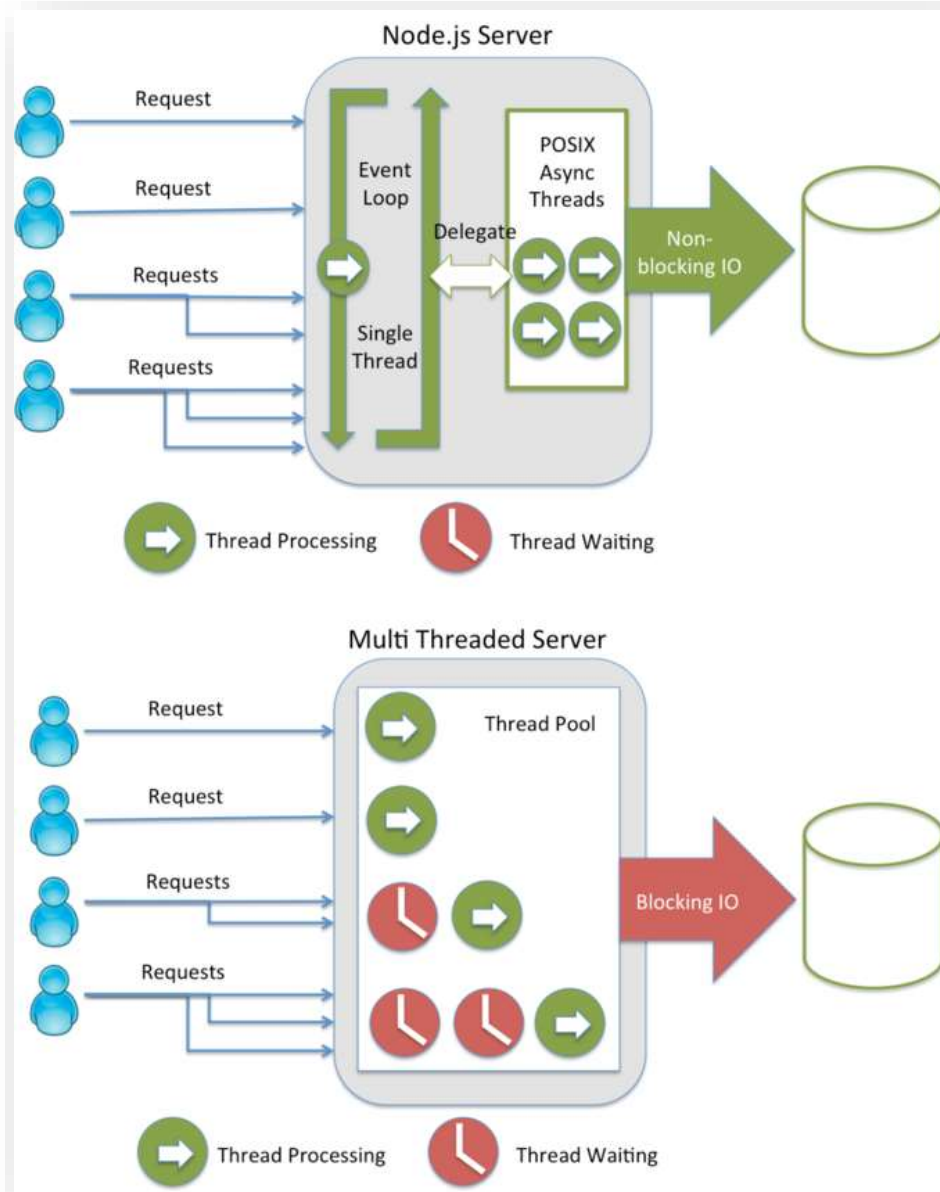 Node.js Server
Request
Request
Requests
Requests
Event
Loop
Single
Thread
Delegate
POSIX
Async
Threads
Non-
blocking IO
Thread Processing
Thread Waiting
Multi Threaded Server
Request
Request
Requests
Requests
Thread Pool
Blocking IO
Thread Processing
Thread Waiting